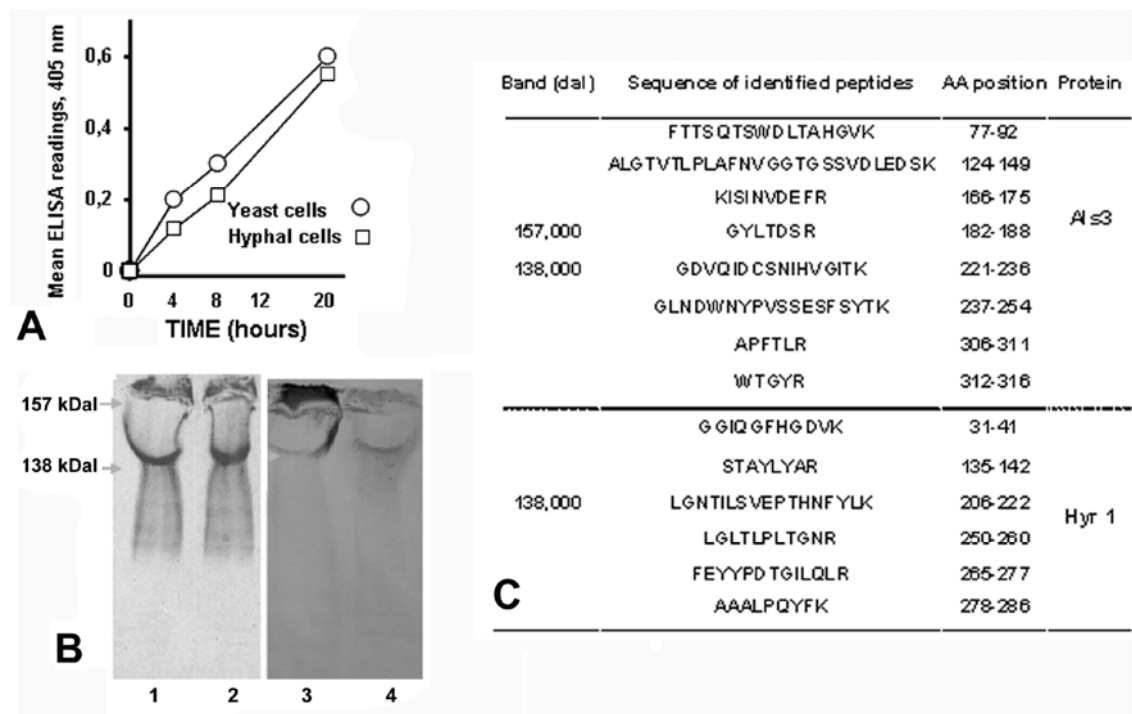 Mean ELISA readings, 405 nm
0,6
0,4
0,2
0
Yeast cells
Hyphal cells
0 4 8 12 20
TIME (hours)
A
157 kDal
138 kDal
B
1 2 3 4
Band (dal) Sequence of identified peptides AA position Protein
FTTSQTSWDLTAHGVK 77-92
ALGTVTLPLAFNVGGTGSSVDLEDSK 124-149
KISINVDEFR 166-175
Als3
157,000 GYLTDSR 182-188
138,000 GDVQIDCSNIHVGITK 221-236
GLNDWNYPVSSESFSYTK 237-254
APFTLR 306-311
WTGYR 312-316
GGIQGFHGDVK 31-41
STAYLYAR 135-142
138,000 LGNTILSVEPTHNFYLK 206-222
Hyr 1
LGLTLPLTGNR 250-260
FEYYPDTGILQLR 265-277
AAALPQYFK 278-286
C